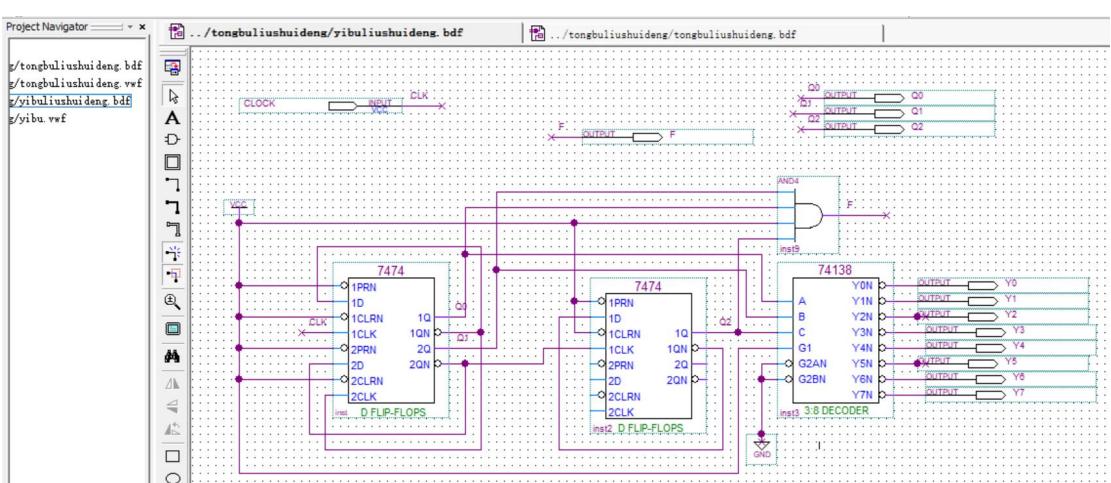 Project Navigator
../tongbuliushuideng/yibuliushuideng.bdf
../tongbuliushuideng/tongbuliushuideng.bdf
g/tongbuliushuideng.bdf
g/tongbuliushuideng.vwf
g/yibuliushuideng.bdf
g/yibu.vwf
CLOCK
INPUT
VCC
CLK
F
OUTPUT
F
Q0
OUTPUT
Q0
Q1
OUTPUT
Q1
Q2
OUTPUT
Q2
VCC
AND4
F
inst9
7474
1PRN
1D
1CLRN
1Q
1CLK
1QN
2PRN
2Q
2D
2QN
2CLRN
2CLK
inst
D FLIP-FLOPS
CLK
Q0
Q1
7474
1PRN
1D
1CLRN
1Q
1CLK
1QN
2PRN
2Q
2D
2QN
2CLRN
2CLK
inst2
D FLIP-FLOPS
Q2
74138
Y0N
A
Y1N
B
Y2N
C
Y3N
G1
Y4N
G2AN
Y5N
G2BN
Y6N
Y7N
inst3
3:8 DECODER
OUTPUT
Y0
OUTPUT
Y1
OUTPUT
Y2
OUTPUT
Y3
OUTPUT
Y4
OUTPUT
Y5
OUTPUT
Y6
OUTPUT
Y7
GND